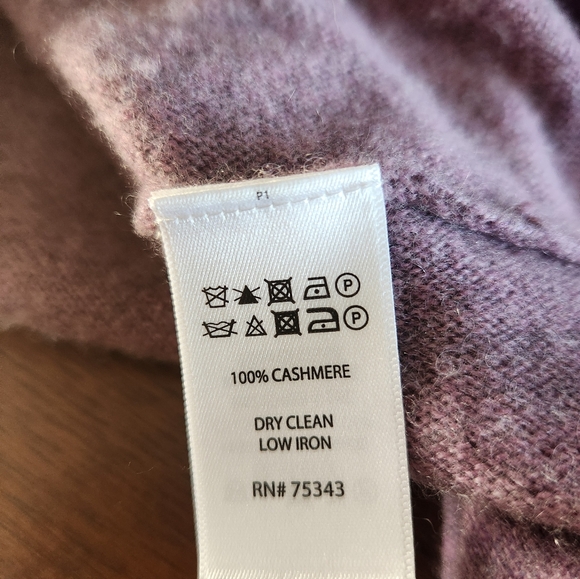 P1
P
P
100% CASHMERE
DRY CLEAN
LOW IRON
RN# 75343